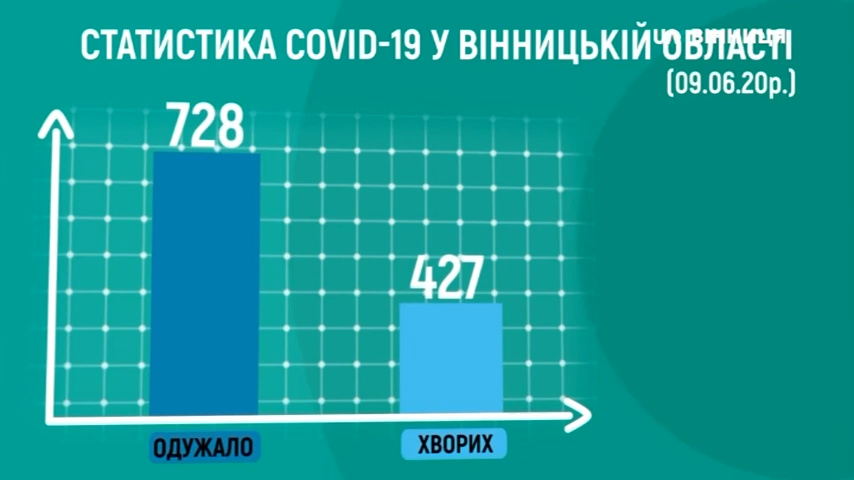 СТАТИСТИКА COVID-19 У ВІННИЦЬКІЙ ОБЛАСТІ
(09.06.20р.)
728
427
ОДУЖАЛО
ХВОРИХ